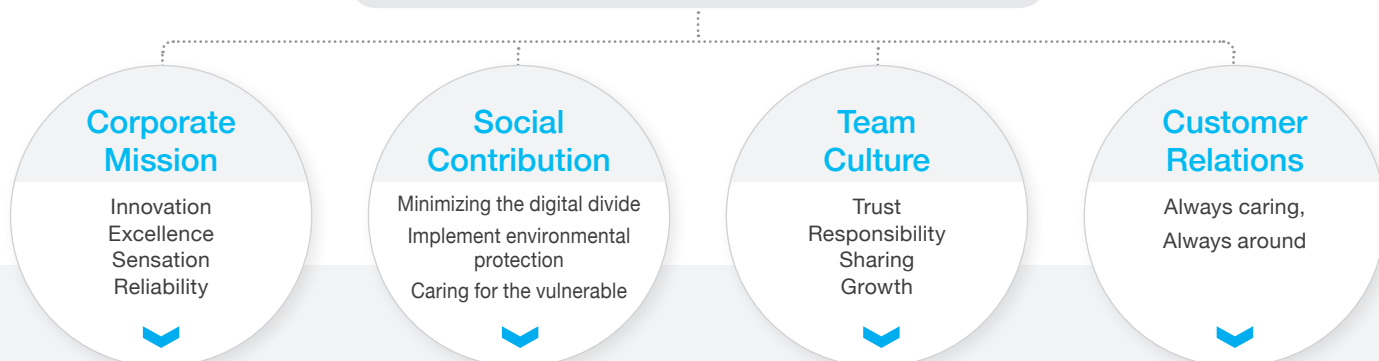 Corporate
Mission
Innovation
Excellence
Sensation
Reliability
Social
Contribution
Minimizing the digital divide
Implement environmental
protection
Caring for the vulnerable
Team
Culture
Trust
Responsibility
Sharing
Growth
Customer
Relations
Always caring,
Always around